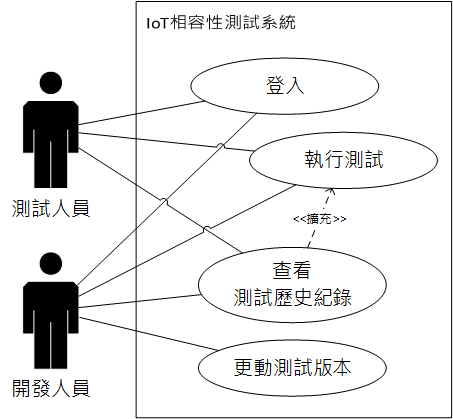 IoT相容性測試系統
登入
執行測試
測試人員
<<擴充>>
查看
測試歷史紀錄
更動測試版本
開發人員